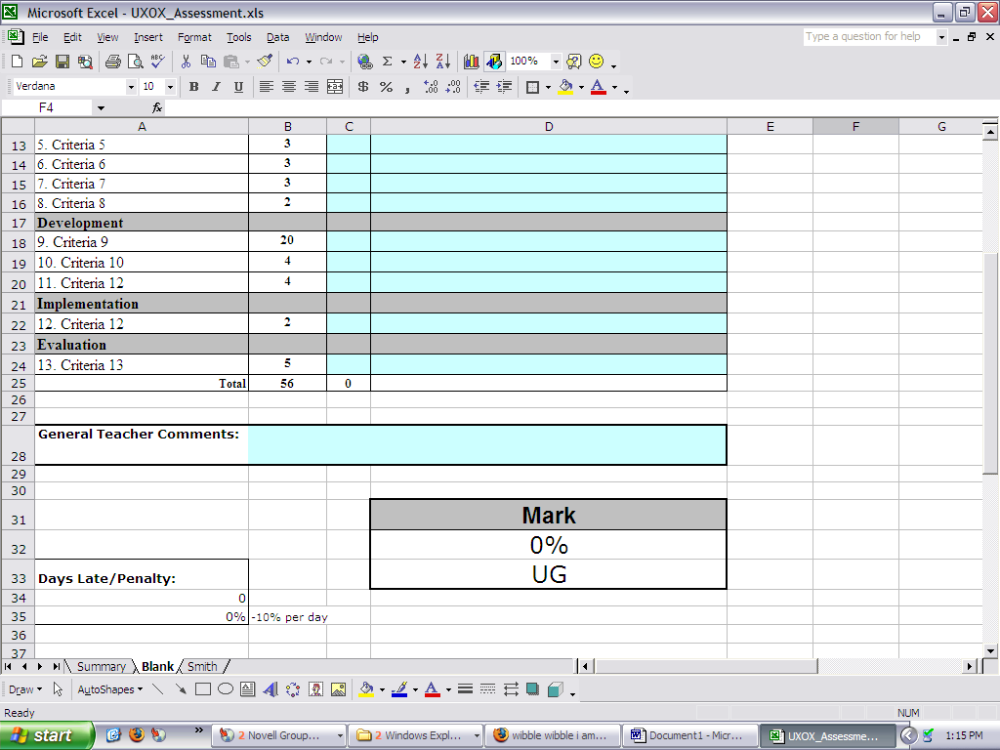 Microsoft Excel - UXOX_Assessment.xls
File Edit View Insert Format Tools Data Window Help Type a question for help
100%
Verdana 10 B I U $ % ,
F4 fx
A B C D E F G
13 5. Criteria 5 3
14 6. Criteria 6 3
15 7. Criteria 7 3
16 8. Criteria 8 2
17 Development
18 9. Criteria 9 20
19 10. Criteria 10 4
20 11. Criteria 12 4
21 Implementation
22 12. Criteria 12 2
23 Evaluation
24 13. Criteria 13 5
25 Total 56 0
26
27
28 General Teacher Comments:
29
30
31 Mark
32 0%
33 Days Late/Penalty: UG
34 0
35 0% -10% per day
36
37
Summary Blank Smith
Draw AutoShapes
Ready NUM
start 2 Novell Group... 2 Windows Expl... wibble wibble i am... Document1 - Micr... UXOX_Assessme... 1:15 PM